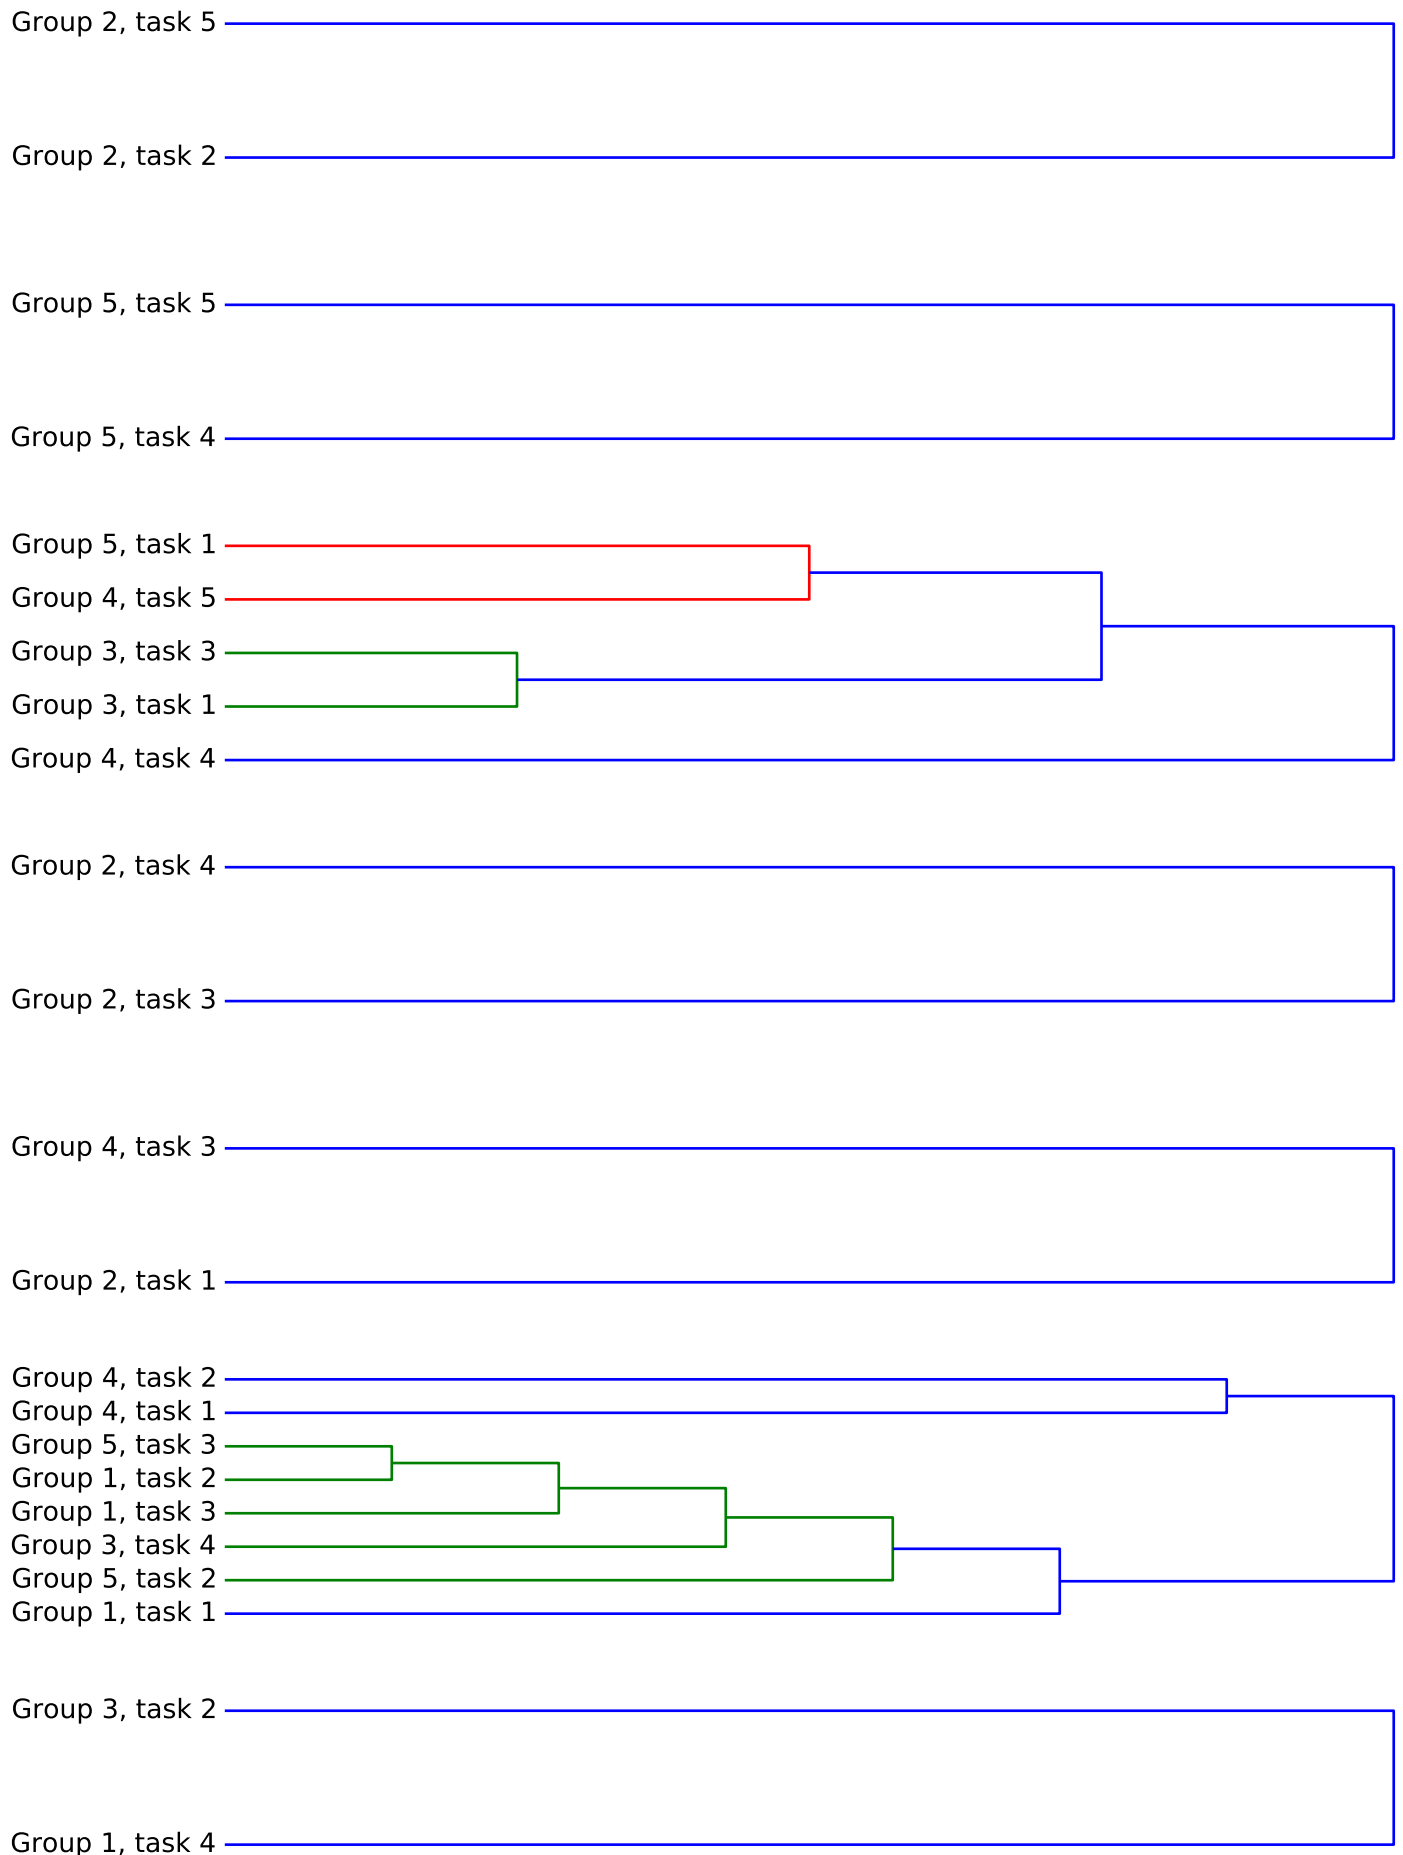 Group 2, task 5
Group 2, task 2
Group 5, task 5
Group 5, task 4
Group 5, task 1
Group 4, task 5
Group 3, task 3
Group 3, task 1
Group 4, task 4
Group 2, task 4
Group 2, task 3
Group 4, task 3
Group 2, task 1
Group 4, task 2
Group 4, task 1
Group 5, task 3
Group 1, task 2
Group 1, task 3
Group 3, task 4
Group 5, task 2
Group 1, task 1
Group 3, task 2
Group 1, task 4